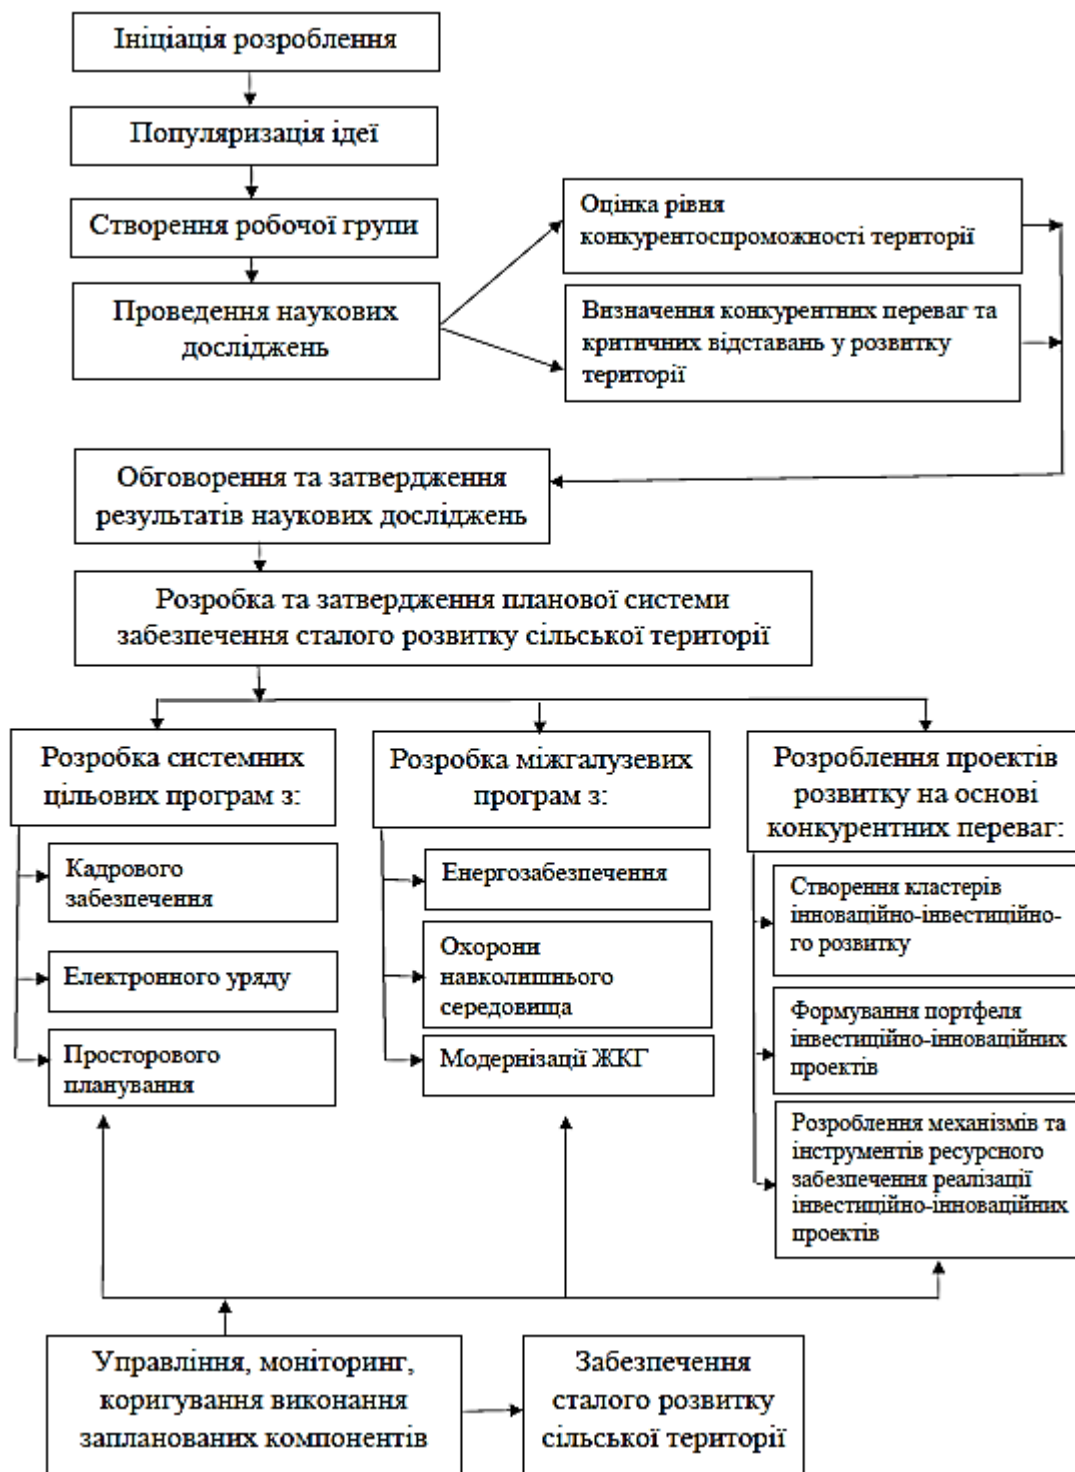 Ініціація розроблення
Популяризація ідеї
Створення робочої групи
Проведення наукових
досліджень
Оцінка рівня
конкурентоспроможності території
Визначення конкурентних переваг та
критичних відставань у розвитку
території
Обговорення та затвердження
результатів наукових досліджень
Розробка та затвердження планової системи
забезпечення сталого розвитку сільської території
Розробка системних
цільових програм з:
Кадрового
забезпечення
Електронного уряду
Просторового
планування
Розробка міжгалузевих
програм з:
Енергозабезпечення
Охорони
навколишнього
середовища
Модернізації ЖКГ
Розроблення проектів
розвитку на основі
конкурентних переваг:
Створення кластерів
інноваційно-інвестиційно-
го розвитку
Формування портфеля
інвестиційно-інноваційних
проектів
Розроблення механізмів та
інструментів ресурсного
забезпечення реалізації
інвестиційно-інноваційних
проектів
Управління, моніторинг,
коригування виконання
запланованих компонентів
Забезпечення
сталого розвитку
сільської території